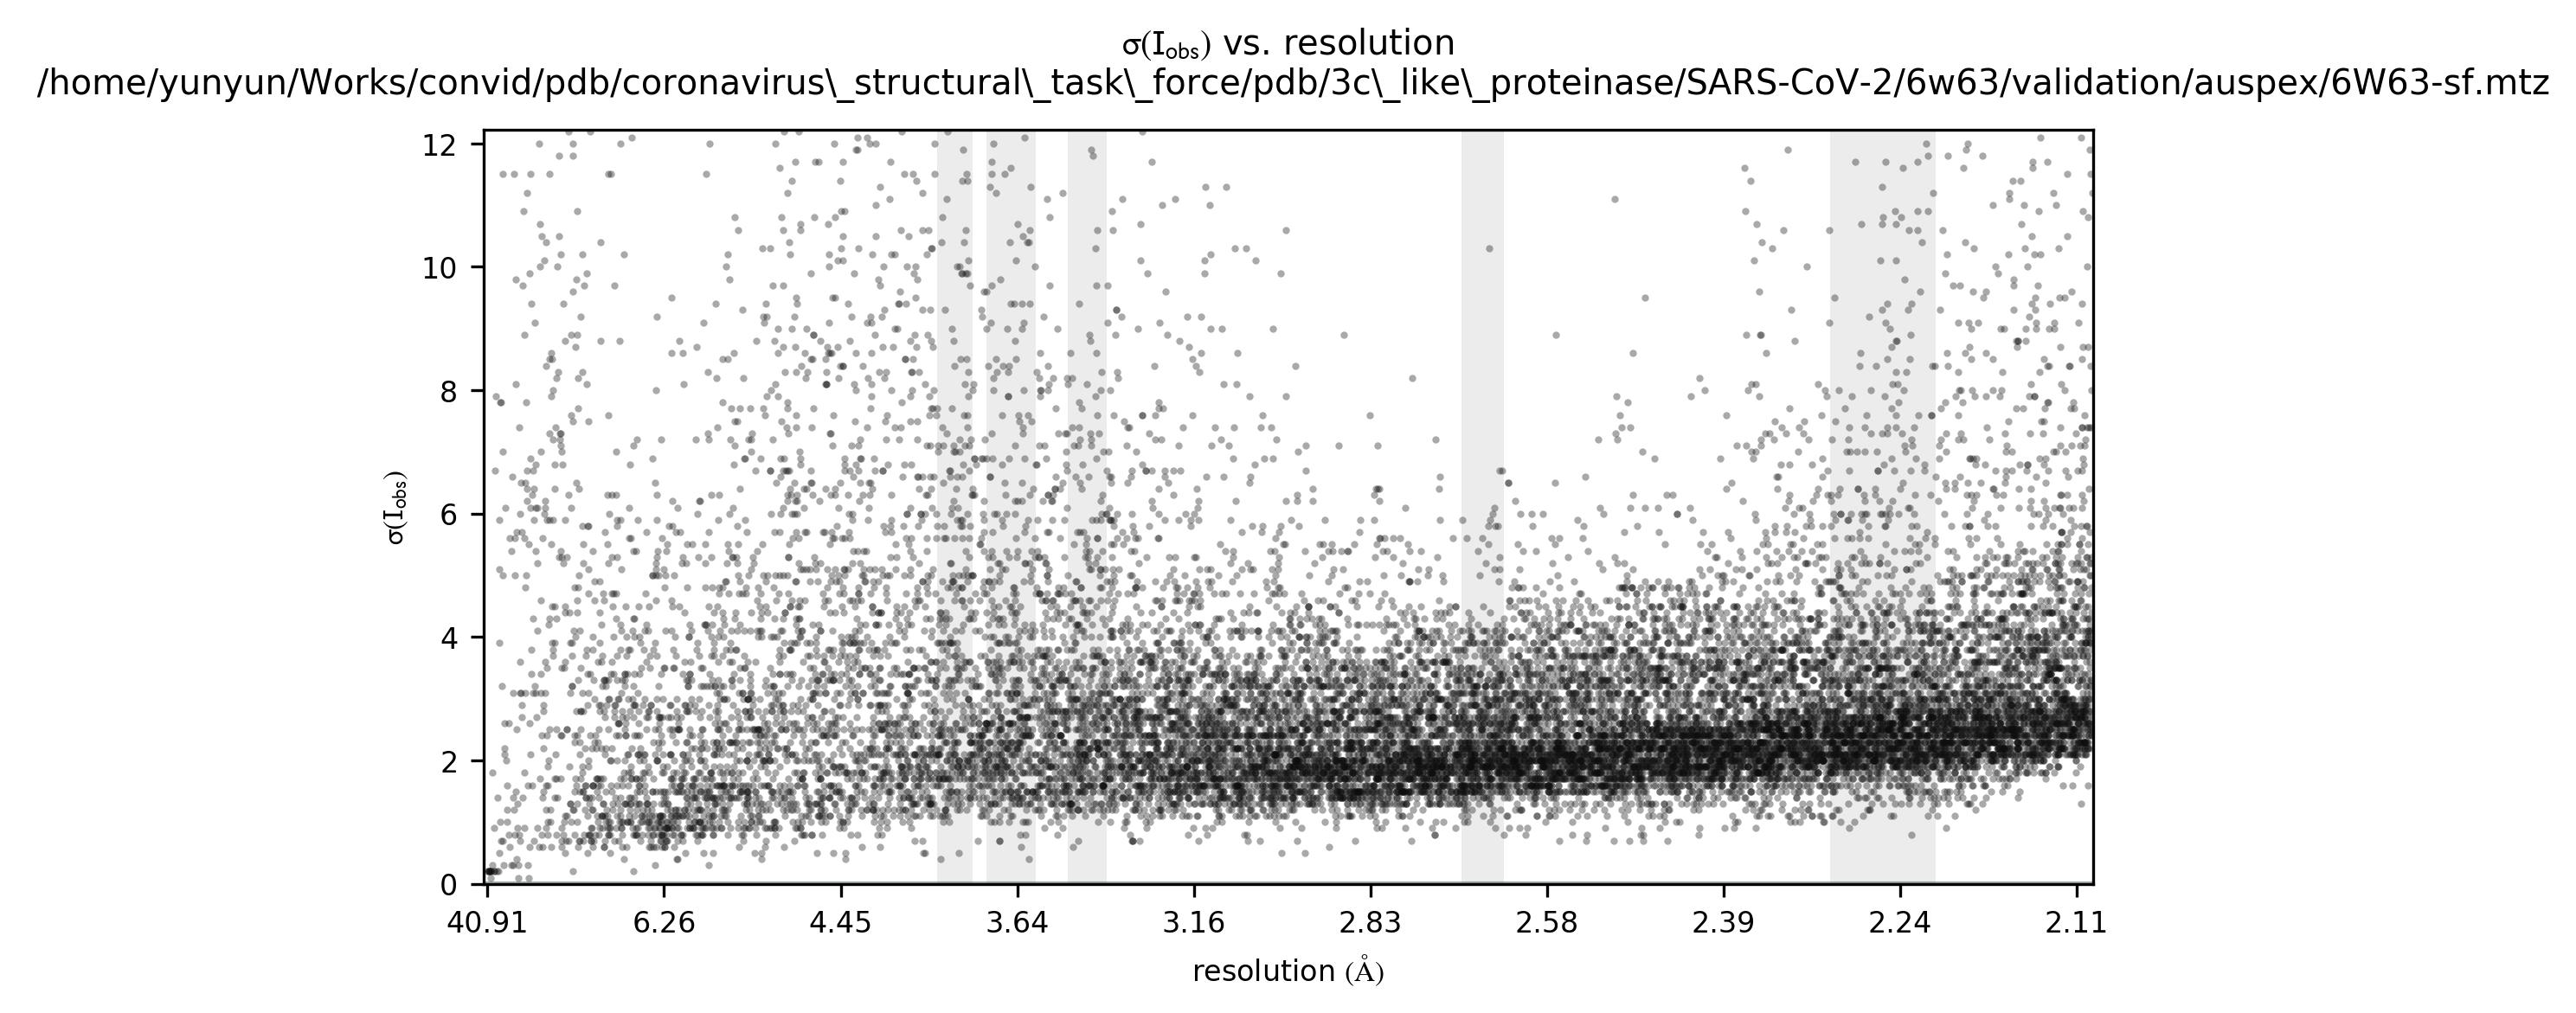 σ(I_obs) vs. resolution
/home/yunyun/Works/convid/pdb/coronavirus\_structural\_task\_force/pdb/3c\_like\_proteinase/SARS-CoV-2/6w63/validation/auspex/6W63-sf.mtz
12
10
8
6
4
2
0
σ(I_obs)
40.91 6.26 4.45 3.64 3.16 2.83 2.58 2.39 2.24 2.11
resolution (Å)